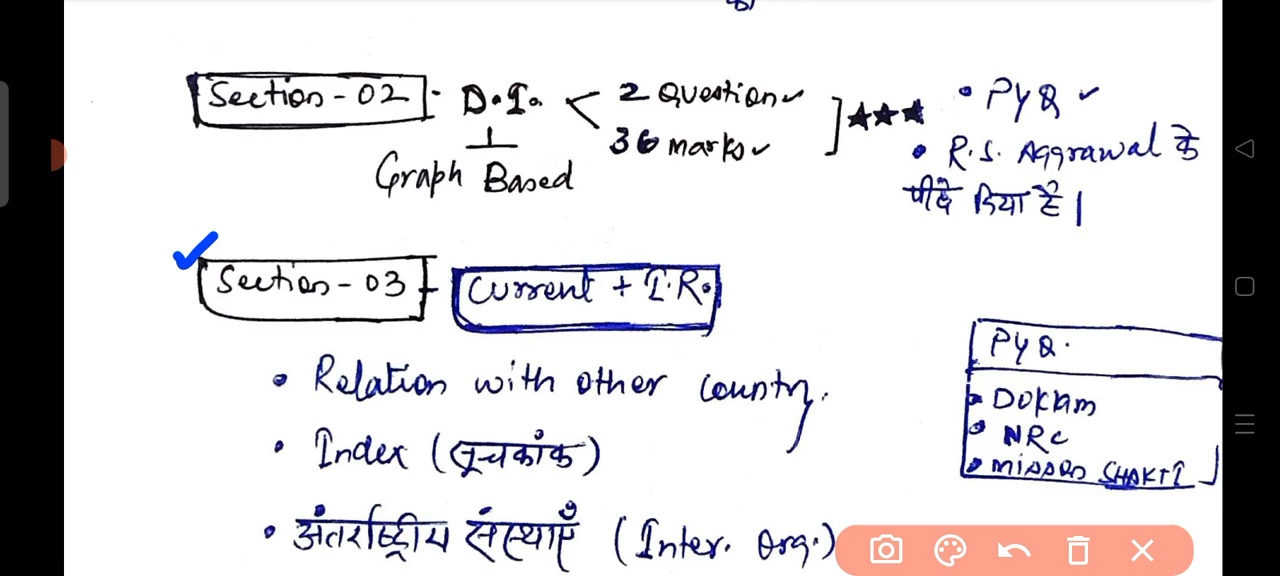 Section - 02 - D.I. < 2 Question
36 marks
Graph Based
• PYQ
• R.S. Aggrawal के
पीछे दिया है।
Section - 03 - Current + I.R.
• Relation with other country.
• Index (सूचकांक)
• अंतर्राष्ट्रीय संस्थाएँ (Inter. Org.)
PYQ.
• Doklam
• NRC
• mission SHAKTI